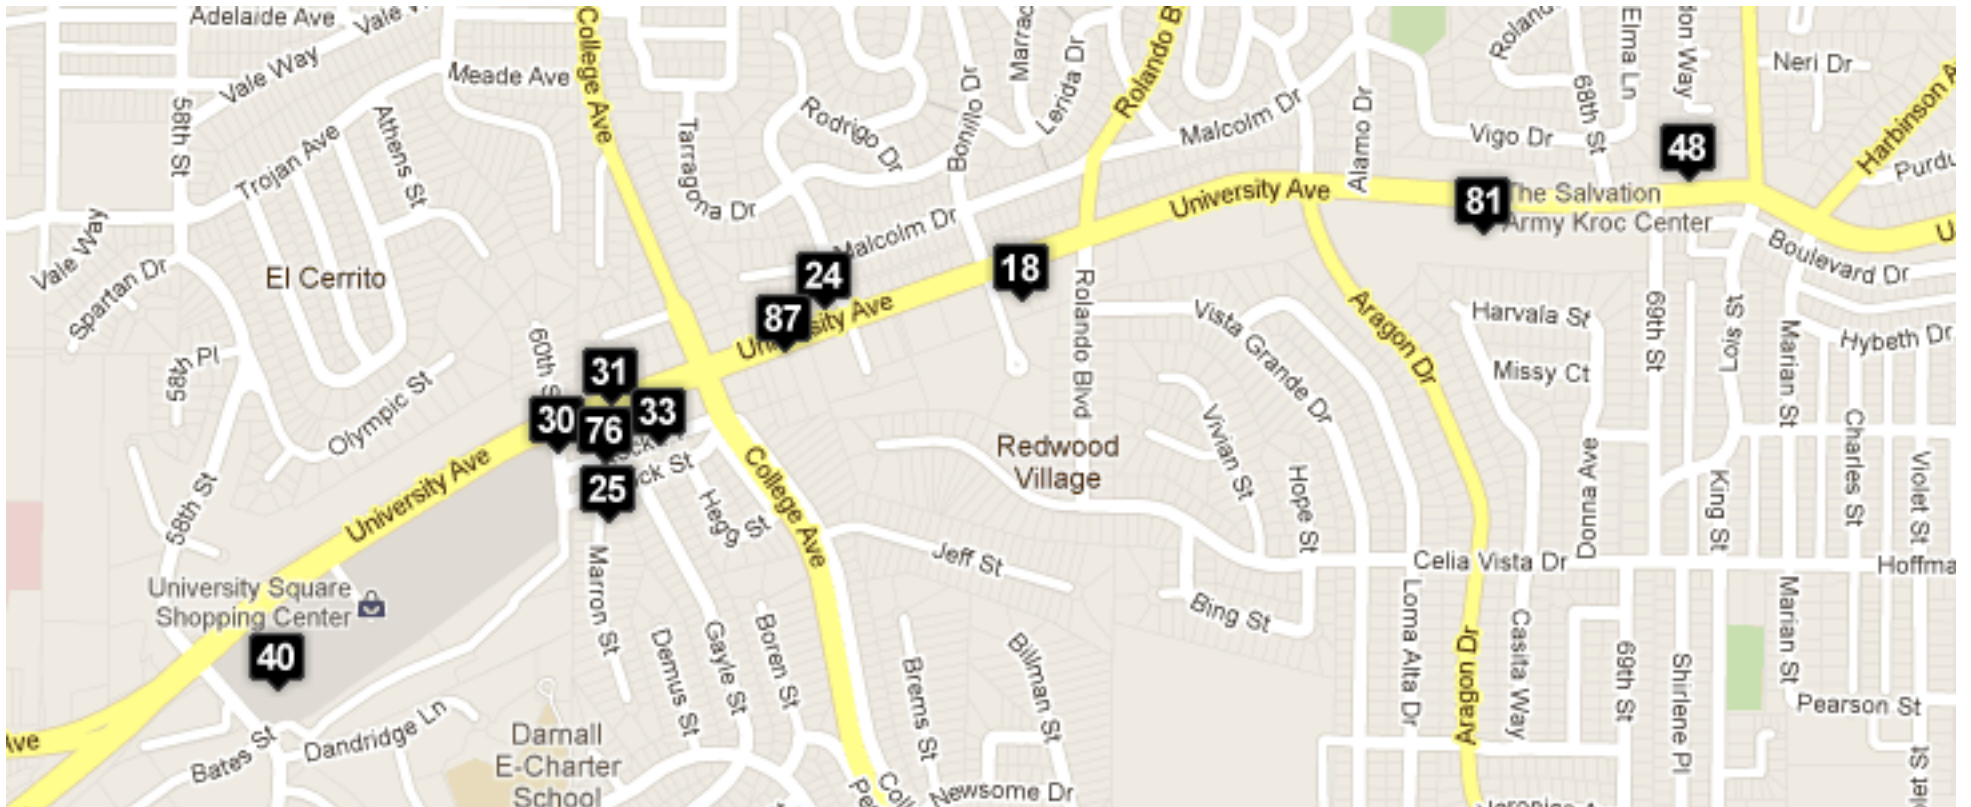 Adelaide Ave
Vale Way
College Ave
Meade Ave
58th St
Trojan Ave
Athens St
Tarragona Dr
Rodrigo Dr
Bonillo Dr
Lerida Dr
Malcolm Dr
Alamo Dr
Vigo Dr
68th St
Elma Ln
Neri Dr
48
Vale Way
Spartan Dr
El Cerrito
Malcolm Dr
University Ave
81
The Salvation
Army Kroc Center
Boulevard Dr
24
18
87
Rolando Blvd
Vista Grande Dr
Aragon Dr
Harvala St
Missy Ct
69th St
Lois St
Marian St
Hybeth Dr
58th Pl
Olympic St
31
30
76
33
25
University Ave
College Ave
Redwood
Village
Vivian St
Hope St
Donna Ave
King St
Charles St
Violet St
58th St
Hegg St
Marron St
Jeff St
Celia Vista Dr
University Square
Shopping Center
40
Bing St
Demus St
Gayle St
Boren St
Brems St
Billman St
Loma Alta Dr
Aragon Dr
Casita Way
69th St
Shirlene Pl
Marian St
Pearson St
Bates St
Dandridge Ln
Darnall
E-Charter
School
Newsome Dr